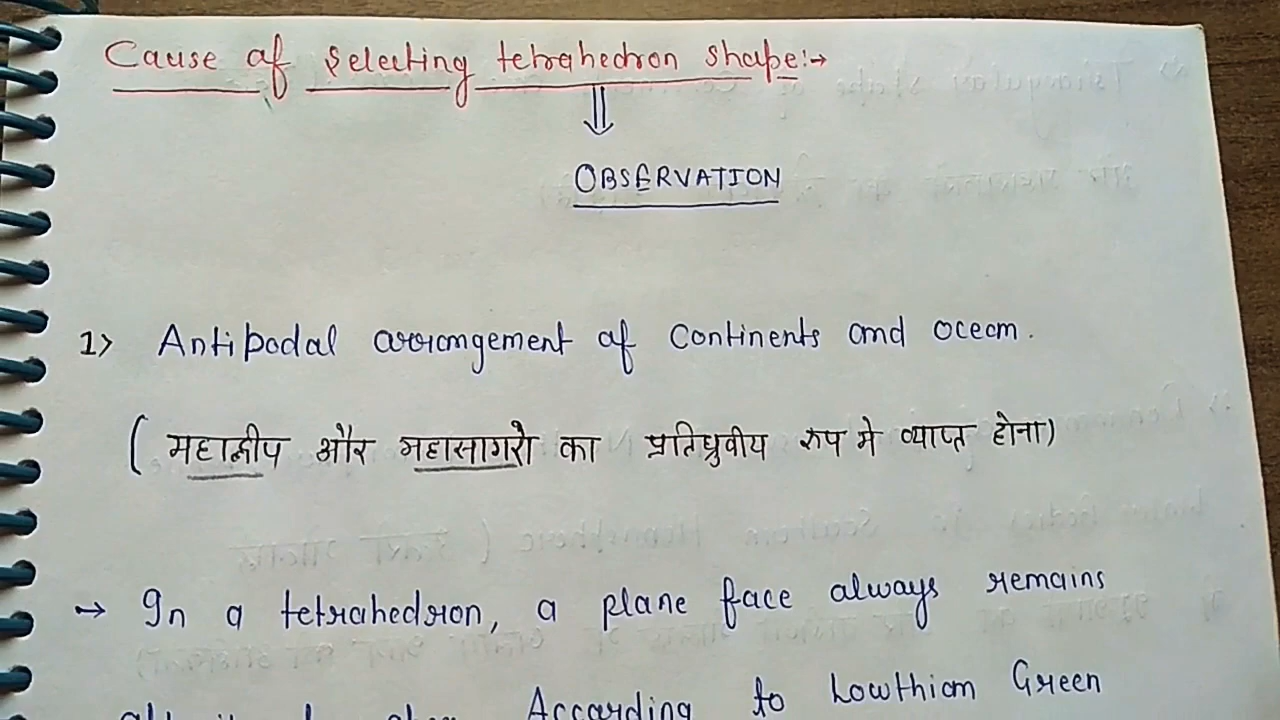 Cause of selecting tetrahedron shape:→
OBSERVATION
1> Antipodal arrangement of continents and ocean.
( महाद्वीप और महासागरो का प्रतिध्रुवीय रुप मे व्याप्त होना)
→ In a tetrahedron, a plane face always remains
According to Lowthian Green